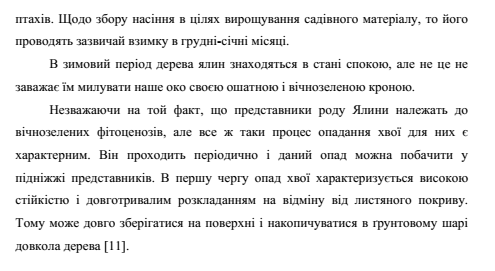 птахів. Щодо збору насіння в цілях вирощування садівного матеріалу, то його
проводять зазвичай взимку в грудні-січні місяці.
В зимовий період дерева ялин знаходяться в стані спокою, але не це не
заважає їм милувати наше око своєю ошатною і вічнозеленою кроною.
Незважаючи на той факт, що представники роду Ялини належать до
вічнозелених фітоценозів, але все ж таки процес опадання хвої для них є
характерним. Він проходить періодично і даний опад можна побачити у
підніжжі представників. В першу чергу опад хвої характеризується високою
стійкістю і довготривалим розкладанням на відміну від листяного покриву.
Тому може довго зберігатися на поверхні і накопичуватися в ґрунтовому шарі
довкола дерева [11].